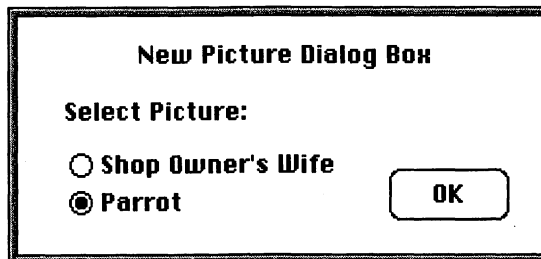 New Picture Dialog Box
Select Picture:
Shop Owner's Wife
Parrot
OK